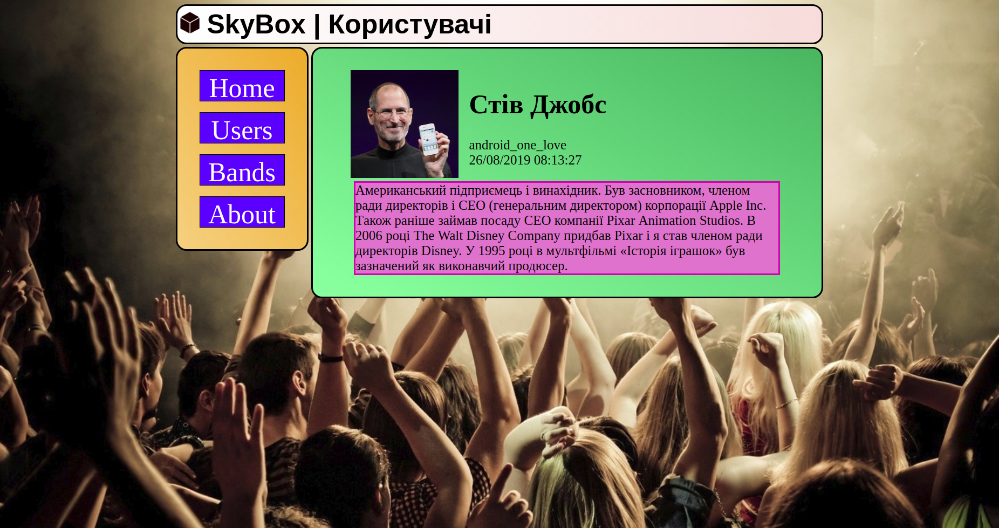 SkyBox | Користувачі
Home
Users
Bands
About
Стів Джобс
android_one_love
26/08/2019 08:13:27
Американський підприємець і винахідник. Був засновником, членом
ради директорів і CEO (генеральним директором) корпорації Apple Inc.
Також раніше займав посаду CEO компанії Pixar Animation Studios. В
2006 році The Walt Disney Company придбав Pixar і я став членом ради
директорів Disney. У 1995 році в мультфільмі «Історія іграшок» був
зазначений як виконавчий продюсер.